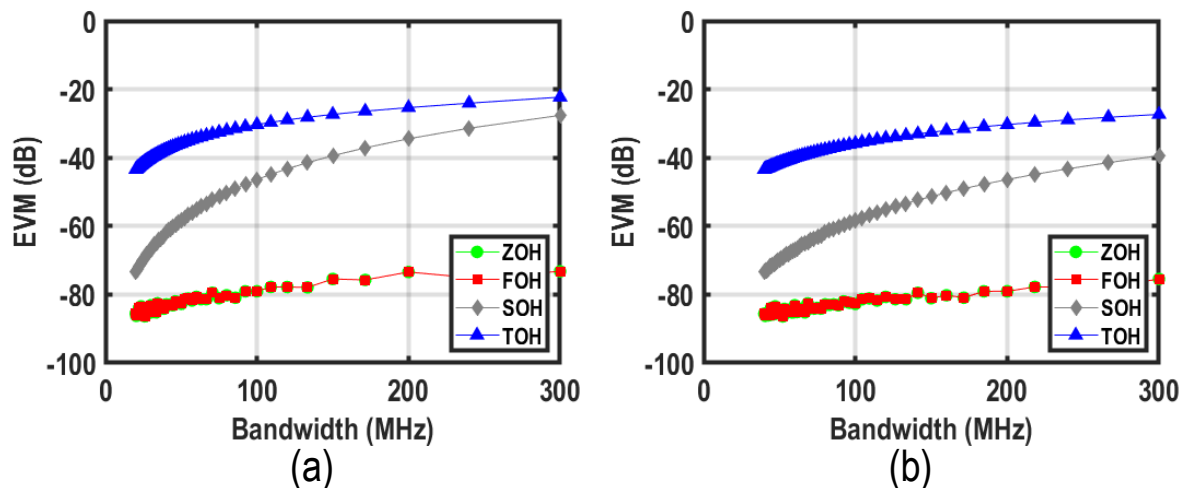 0
-20
-40
-60
-80
-100
EVM (dB)
ZOH
FOH
SOH
TOH
0 100 200 300
Bandwidth (MHz)
(a)
0
-20
-40
-60
-80
-100
EVM (dB)
ZOH
FOH
SOH
TOH
0 100 200 300
Bandwidth (MHz)
(b)